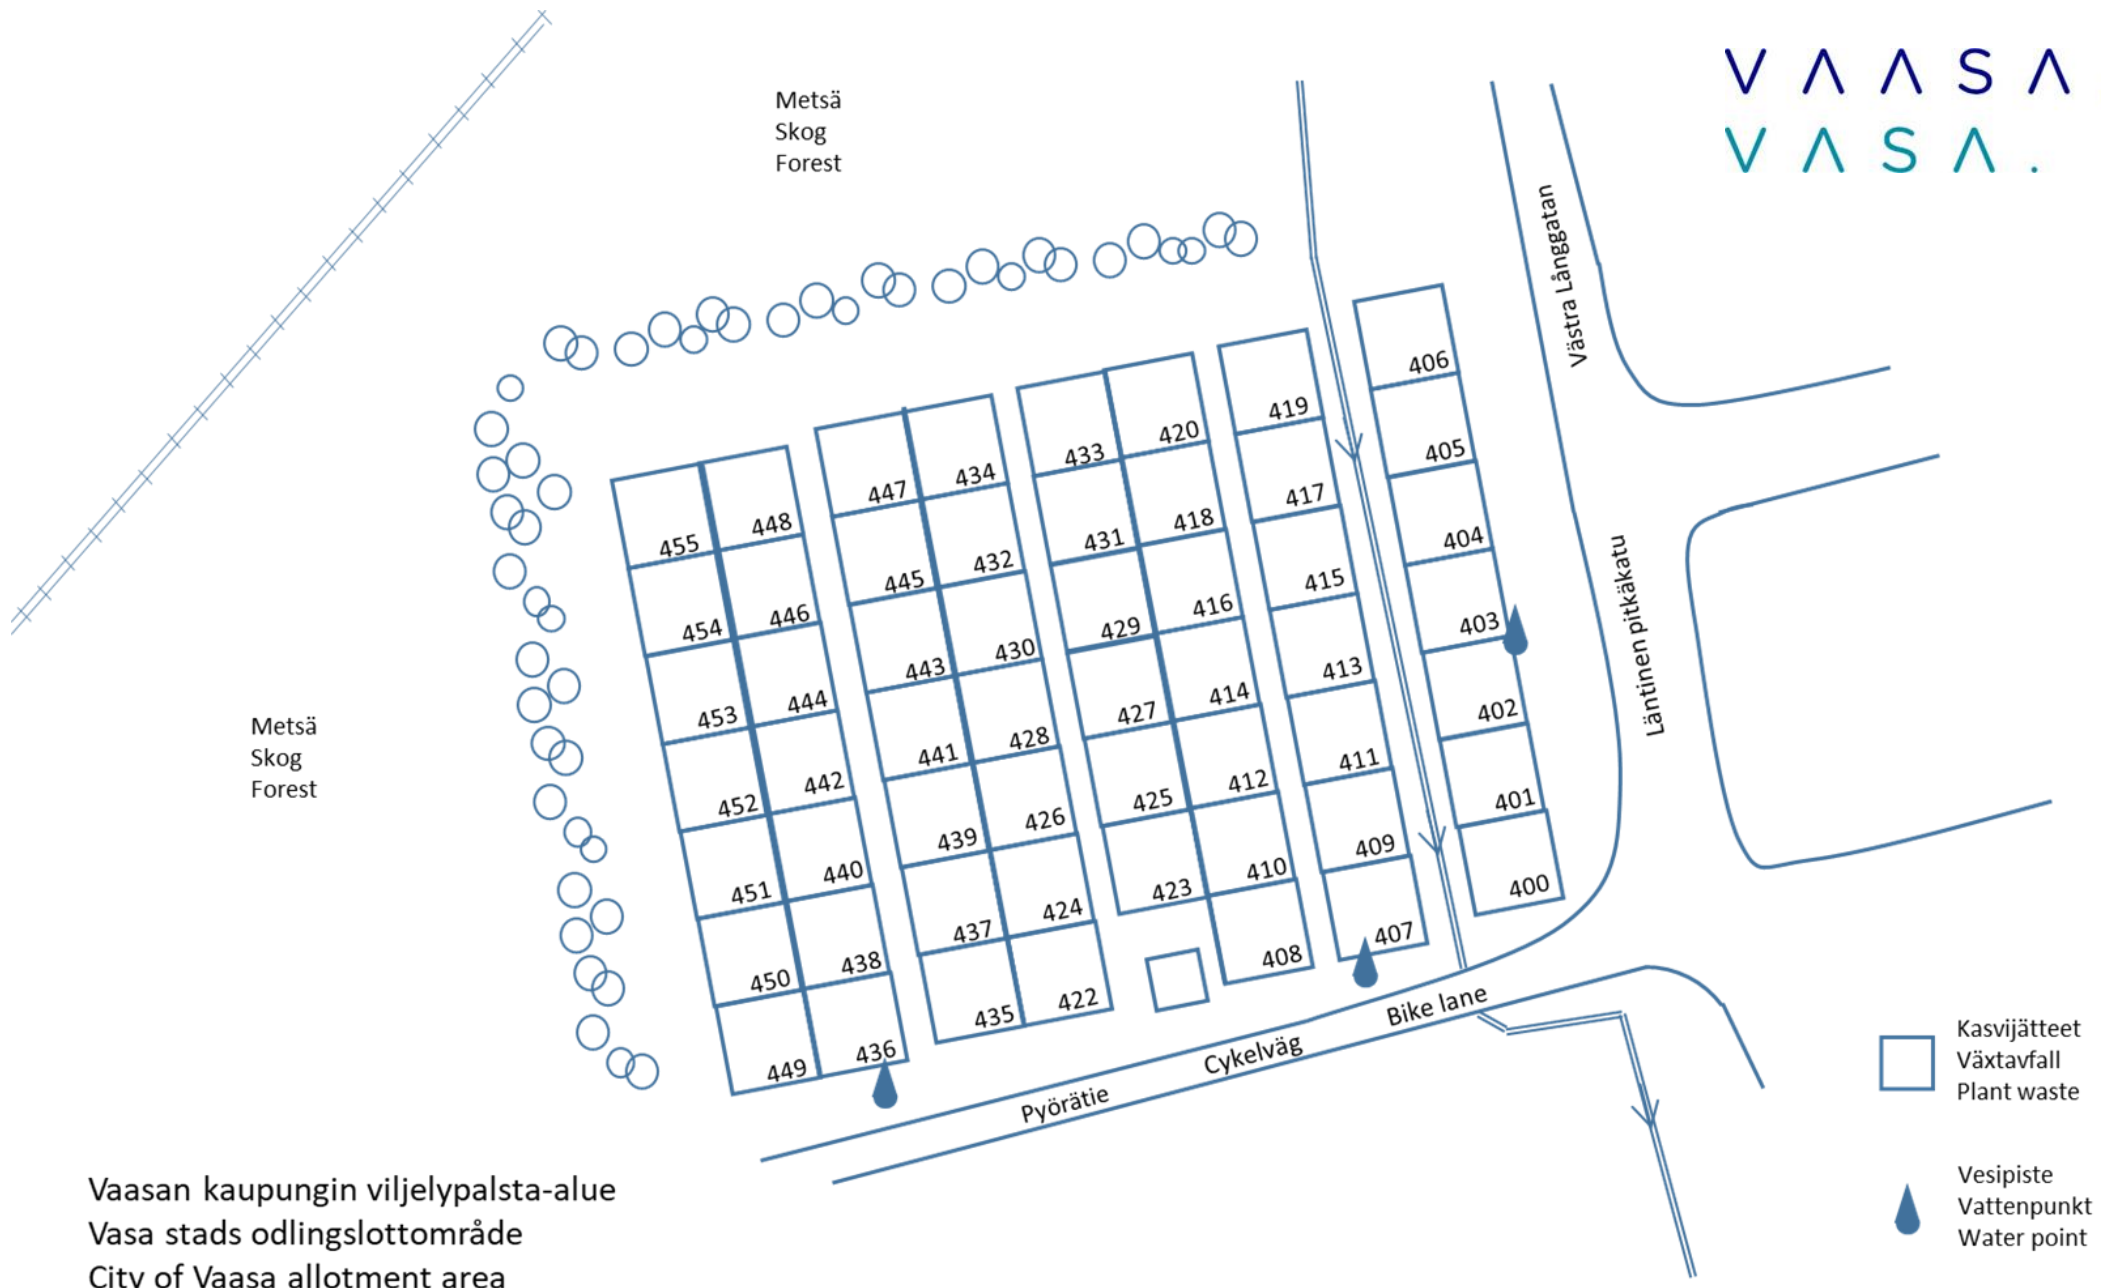 VAASA
VASA.
Metsä
Skog
Forest
Västra Långgatan
Läntinen pitkäkatu
406
405
404
403
402
401
400
419
417
415
413
411
409
407
433
420
431
418
429
416
427
414
425
412
423
410
408
447
434
445
432
443
430
441
428
439
426
437
424
435
422
455
448
454
446
453
444
452
442
451
440
450
438
449
436
Metsä
Skog
Forest
Pyörätie
Cykelväg
Bike lane
Kasvijätteet
Växtavfall
Plant waste
Vesipiste
Vattenpunkt
Water point
Vaasan kaupungin viljelypalsta-alue
Vasa stads odlingslottområde
City of Vaasa allotment area